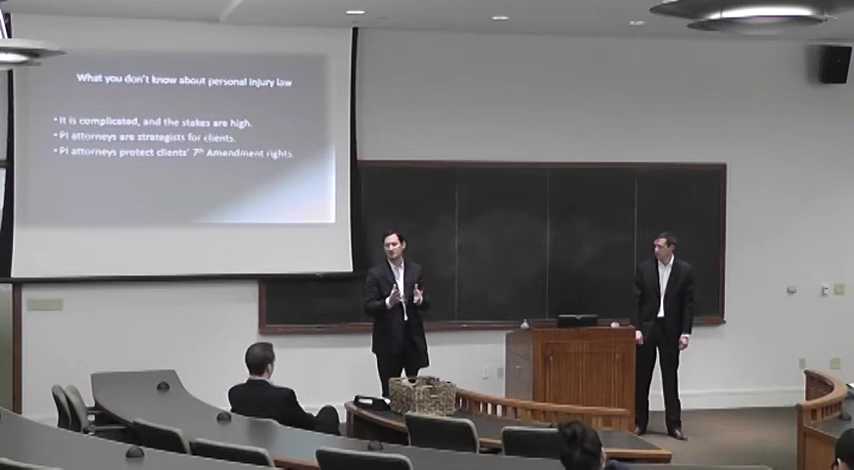 What you don't know about personal injury law
• It is complicated, and the stakes are high.
• PI attorneys are strategists for clients.
• PI attorneys protect clients' 7th Amendment rights.